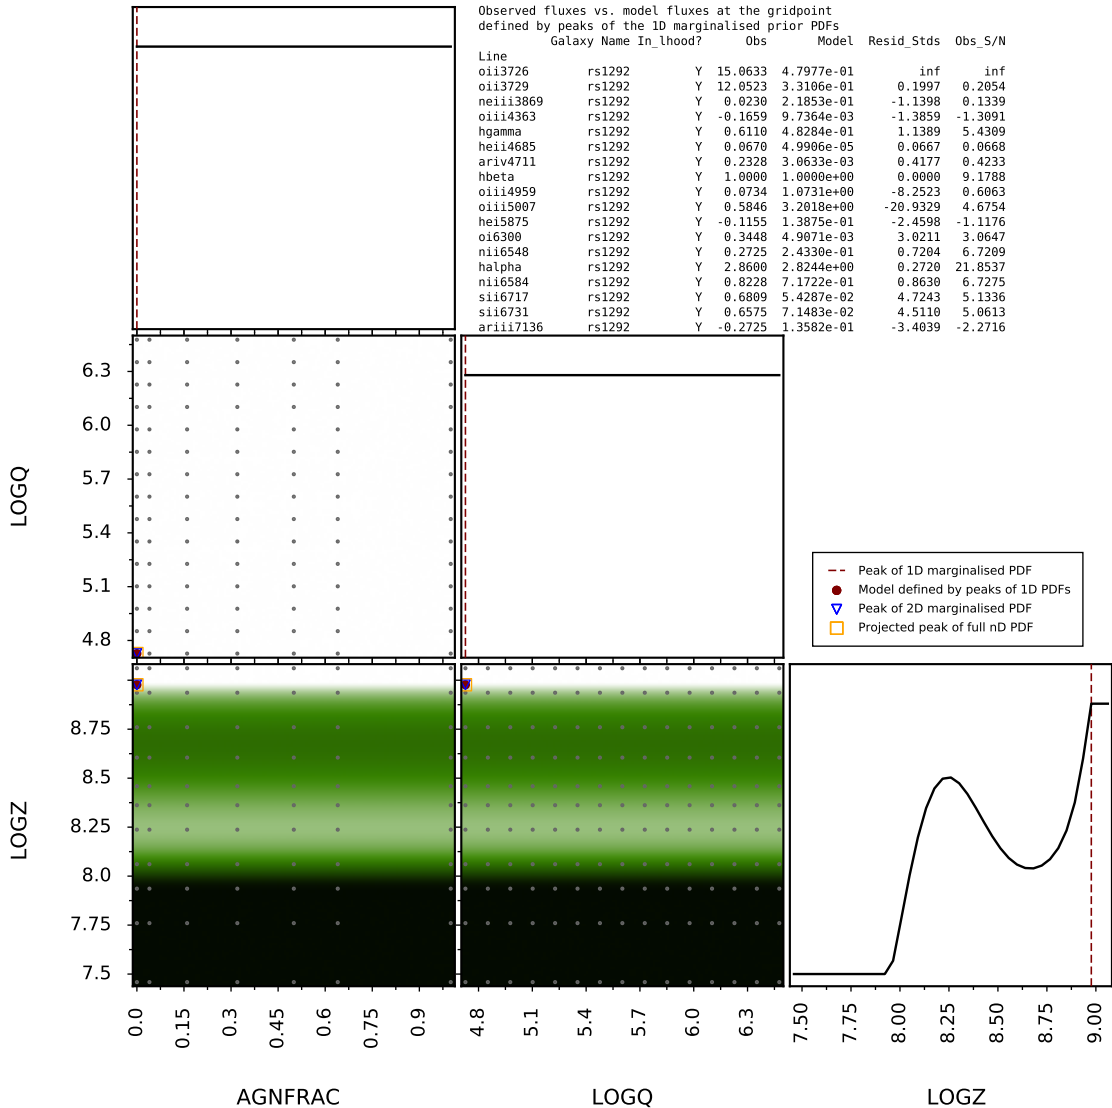 Observed fluxes vs. model fluxes at the gridpoint
defined by peaks of the 1D marginalised prior PDFs
Galaxy Name In_lhood? Obs Model Resid_Stds Obs_S/N
Line
oii3726 rs1292 Y 15.0633 4.7977e-01 inf inf
oii3729 rs1292 Y 12.0523 3.3106e-01 0.1997 0.2054
neiii3869 rs1292 Y 0.0230 2.1853e-01 -1.1398 0.1339
oiii4363 rs1292 Y -0.1659 9.7364e-03 -1.3859 -1.3091
hgamma rs1292 Y 0.6110 4.8284e-01 1.1389 5.4309
heii4685 rs1292 Y 0.0670 4.9906e-05 0.0667 0.0668
ariv4711 rs1292 Y 0.2328 3.0633e-03 0.4177 0.4233
hbeta rs1292 Y 1.0000 1.0000e+00 0.0000 9.1788
oiii4959 rs1292 Y 0.0734 1.0731e+00 -8.2523 0.6063
oiii5007 rs1292 Y 0.5846 3.2018e+00 -20.9329 4.6754
hei5875 rs1292 Y -0.1155 1.3875e-01 -2.4598 -1.1176
oi6300 rs1292 Y 0.3448 4.9071e-03 3.0211 3.0647
nii6548 rs1292 Y 0.2725 2.4330e-01 0.7204 6.7209
halpha rs1292 Y 2.8600 2.8244e+00 0.2720 21.8537
nii6584 rs1292 Y 0.8228 7.1722e-01 0.8630 6.7275
sii6717 rs1292 Y 0.6809 5.4287e-02 4.7243 5.1336
sii6731 rs1292 Y 0.6575 7.1483e-02 4.5110 5.0613
ariii7136 rs1292 Y -0.2725 1.3582e-01 -3.4039 -2.2716
LOGQ
6.3
6.0
5.7
5.4
5.1
4.8
Peak of 1D marginalised PDF
Model defined by peaks of 1D PDFs
Peak of 2D marginalised PDF
Projected peak of full nD PDF
LOGZ
8.75
8.5
8.25
8.0
7.75
7.5
0.0 0.15 0.3 0.45 0.6 0.75 0.9
4.8 5.1 5.4 5.7 6.0 6.3
7.50 7.75 8.00 8.25 8.50 8.75 9.00
AGNFRAC LOGQ LOGZ